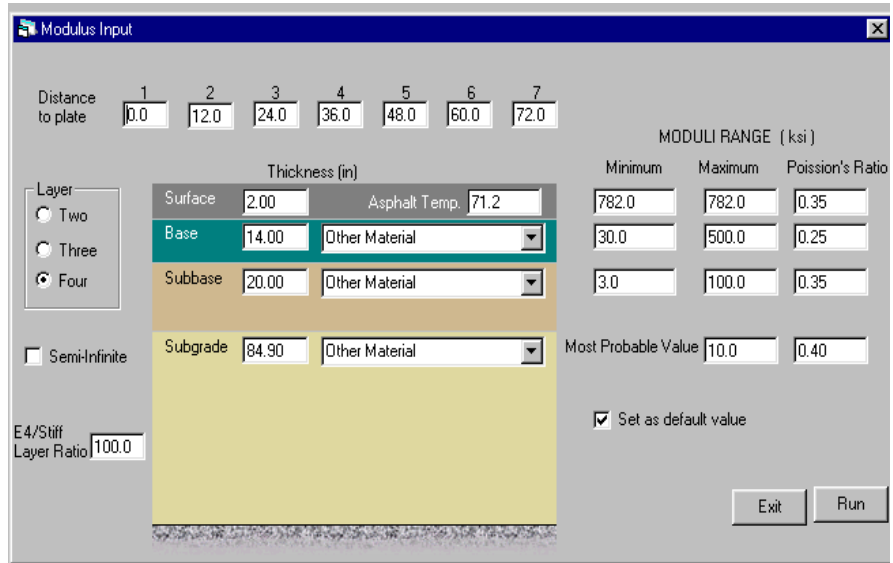 Modulus Input
Distance to plate
1 2 3 4 5 6 7
0.0 12.0 24.0 36.0 48.0 60.0 72.0
MODULI RANGE ( ksi )
Thickness (in)
Minimum Maximum Poission's Ratio
Layer
Two
Three
Four
Surface 2.00 Asphalt Temp. 71.2 782.0 782.0 0.35
Base 14.00 Other Material 30.0 500.0 0.25
Subbase 20.00 Other Material 3.0 100.0 0.35
Semi-Infinite
Subgrade 84.90 Other Material Most Probable Value 10.0 0.40
Set as default value
E4/Stiff
Layer Ratio 100.0
Exit Run